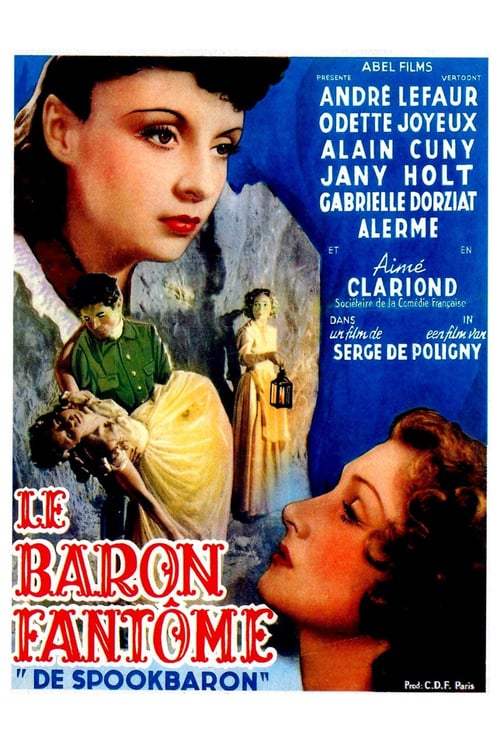 ABEL FILMS
PRÉSENTE VERTOONT
ANDRÉ LEFAUR
ODETTE JOYEUX
ALAIN CUNY
JANY HOLT
GABRIELLE DORZIAT
ALERME
ET EN
Aimé
CLARIOND
Sociétaire de la Comédie Française
DANS IN
un film de een film van
SERGE DE POLIGNY
LE
BARON
FANTÔME
"DE SPOOKBARON"
Prod: C.D.F. Paris